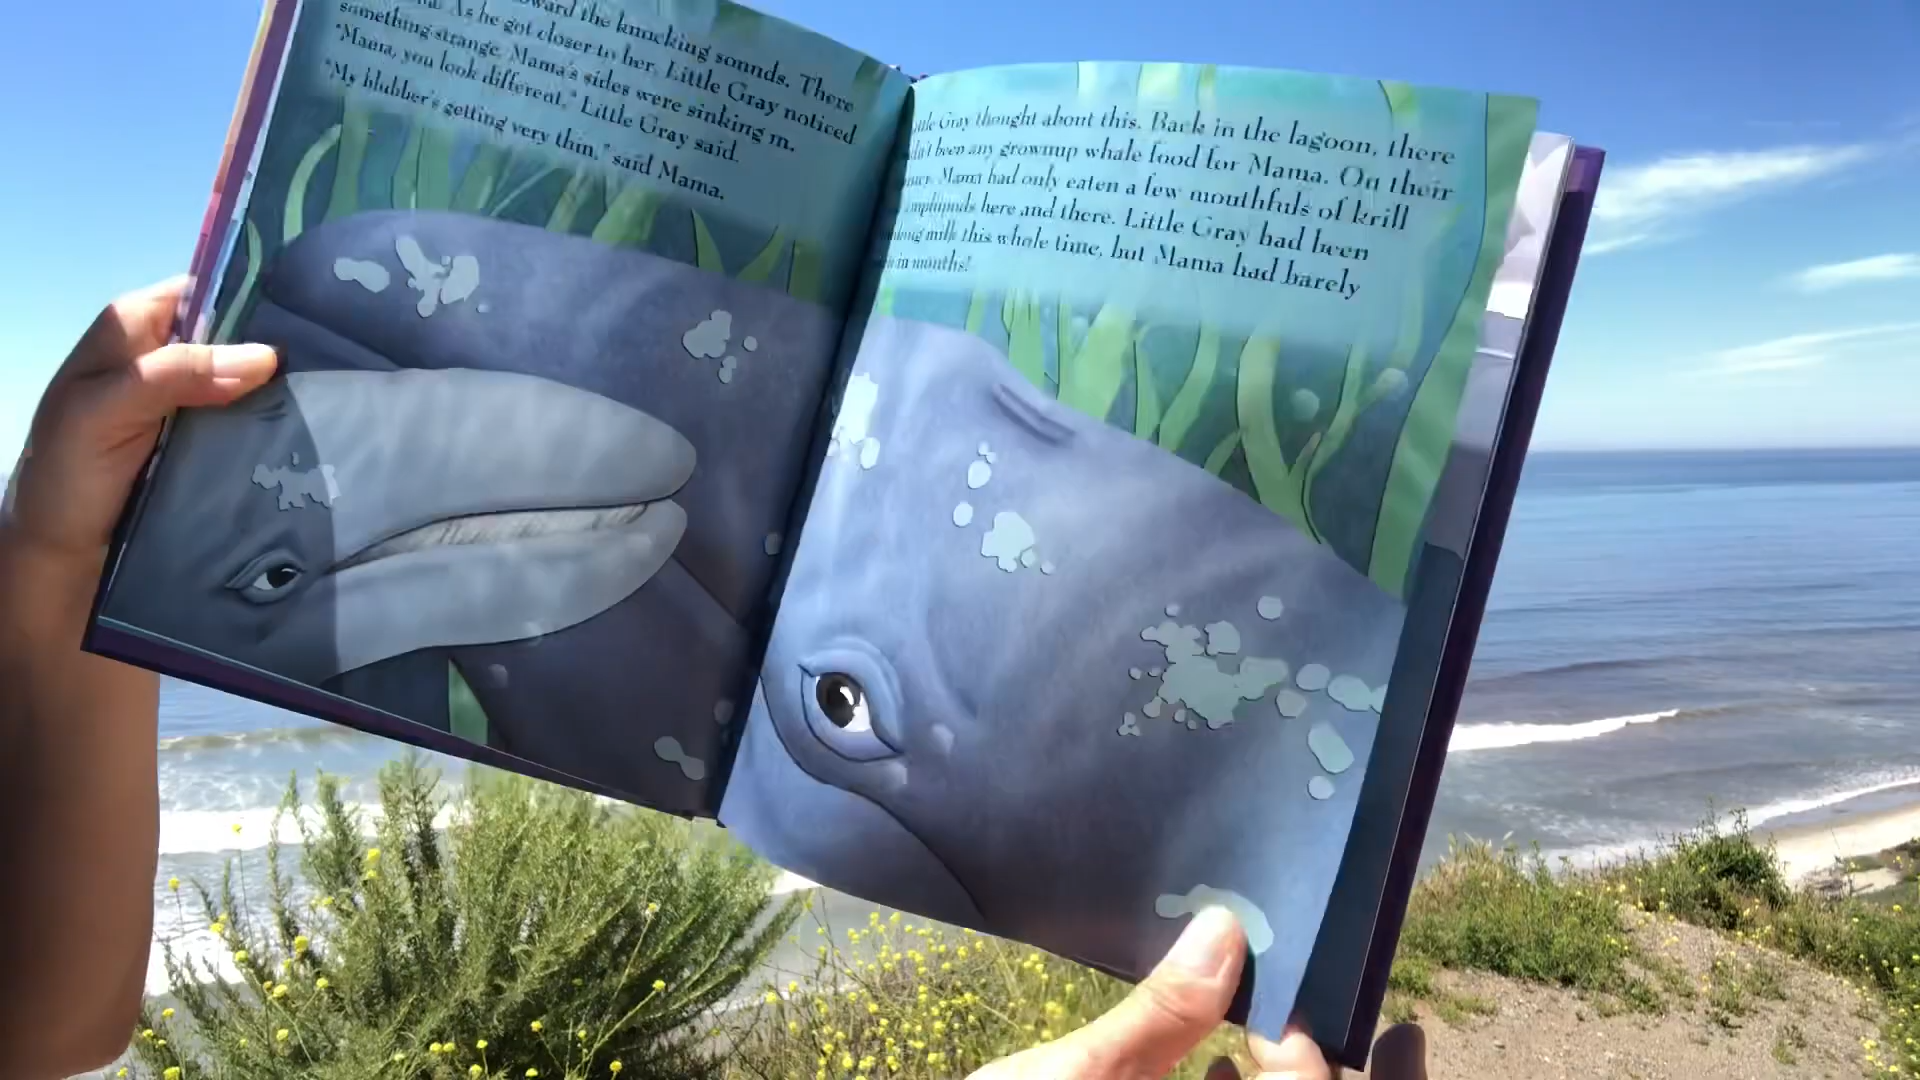 toward the knocking sounds. There
As he got closer to her, Little Gray noticed
something strange. Mama's sides were sinking in.
"Mama, you look different," Little Gray said.
"My blubber's getting very thin," said Mama.
Little Gray thought about this. Back in the lagoon, there
hadn't been any grownup whale food for Mama. On their
Mama had only eaten a few mouthfuls of krill
amphipods here and there. Little Gray had been
milk this whole time, but Mama had barely
in months!